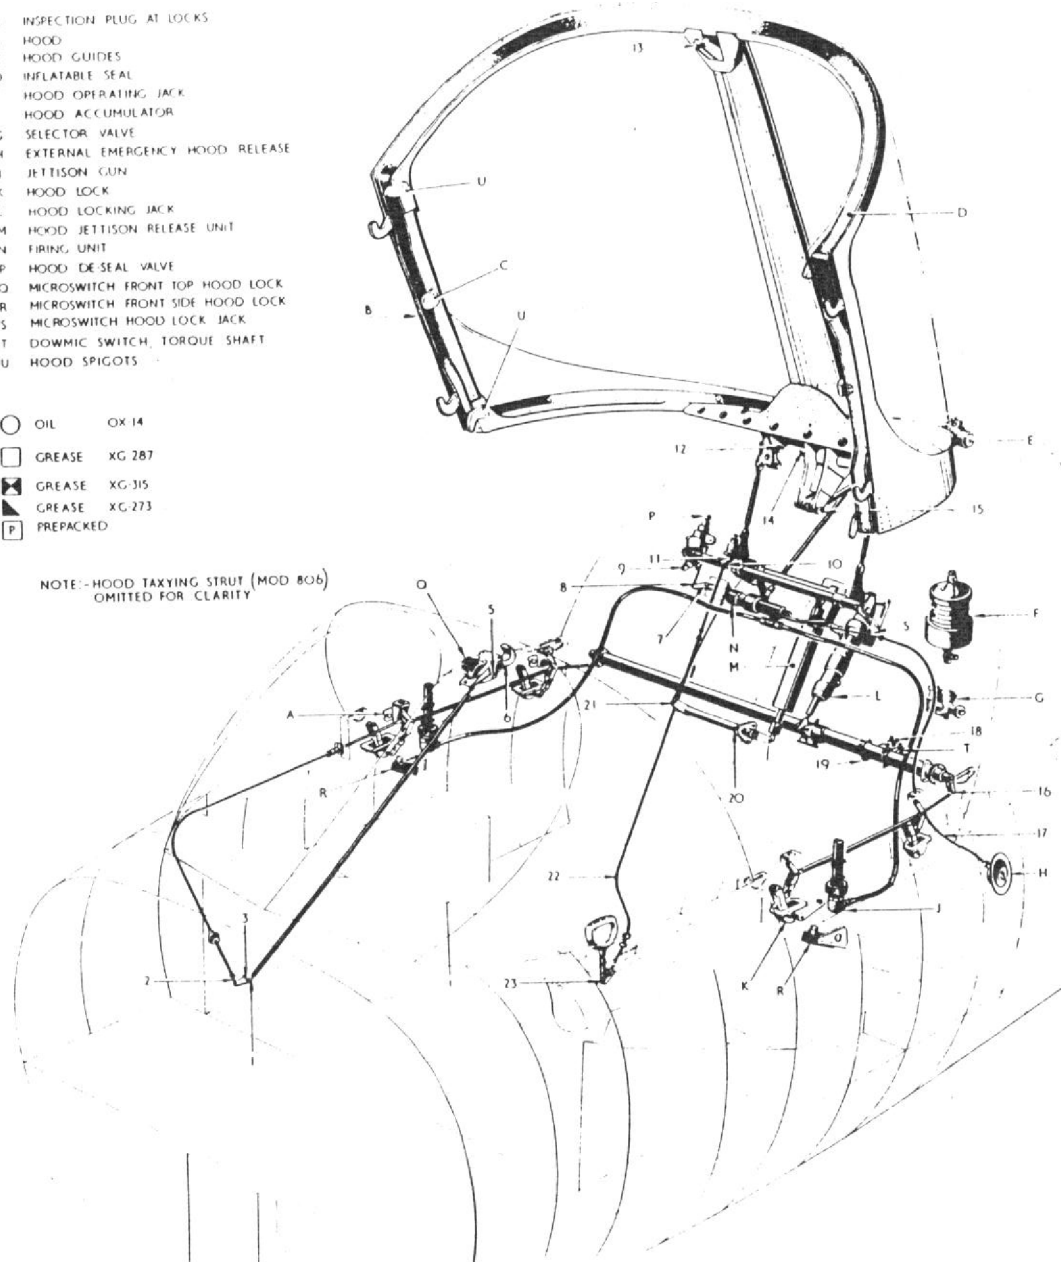 INSPECTION PLUG AT LOCKS
HOOD
HOOD GUIDES
INFLATABLE SEAL
HOOD OPERATING JACK
HOOD ACCUMULATOR
SELECTOR VALVE
H EXTERNAL EMERGENCY HOOD RELEASE
JETTISON GUN
K HOOD LOCK
L HOOD LOCKING JACK
M HOOD JETTISON RELEASE UNIT
N FIRING UNIT
P HOOD DE-SEAL VALVE
Q MICROSWITCH FRONT TOP HOOD LOCK
R MICROSWITCH FRONT SIDE HOOD LOCK
S MICROSWITCH HOOD LOCK JACK
T DOWMIC SWITCH, TORQUE SHAFT
U HOOD SPIGOTS
OIL OX 14
GREASE XG 287
GREASE XG-315
GREASE XG-273
P PREPACKED
NOTE:- HOOD TAXYING STRUT (MOD 806)
OMITTED FOR CLARITY
13
U
D
C
B
U
E
12
14
15
P
11
10
9
8
F
Q
5
7
N
S
M
L
G
A
6
21
18
T
19
R
20
16
17
22
H
3
J
2
23
K
R
1